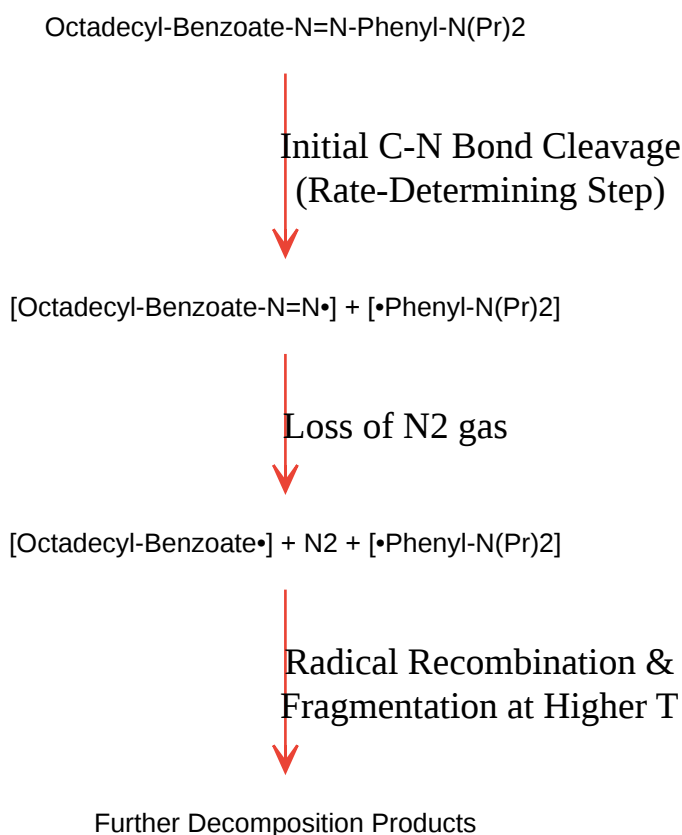 Octadecyl-Benzoate-N=N-Phenyl-N(Pr)2
Initial C-N Bond Cleavage
(Rate-Determining Step)
[Octadecyl-Benzoate-N=N•] + [•Phenyl-N(Pr)2]
Loss of N2 gas
[Octadecyl-Benzoate•] + N2 + [•Phenyl-N(Pr)2]
Radical Recombination &
Fragmentation at Higher T
Further Decomposition Products